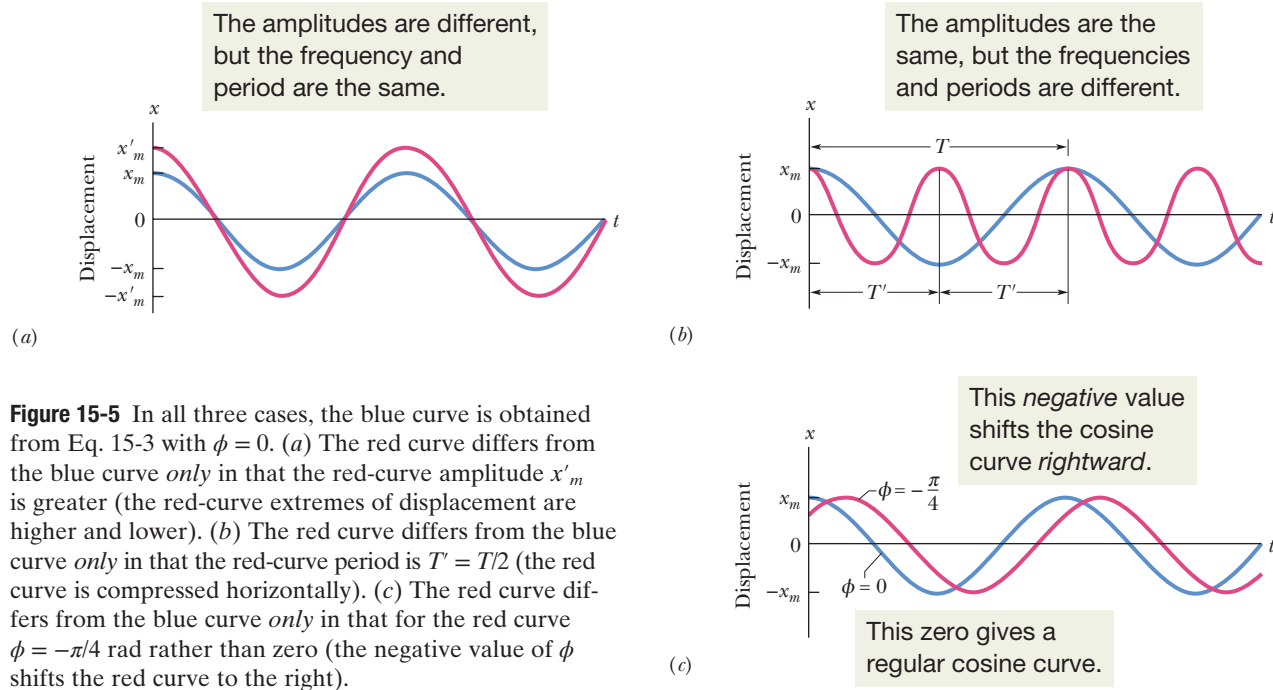 The amplitudes are different,
but the frequency and
period are the same.
x
x′m
xm
0
−xm
−x′m
Displacement
t
(a)
The amplitudes are the
same, but the frequencies
and periods are different.
x
T
xm
0
−xm
Displacement
t
T′
T′
(b)
Figure 15-5 In all three cases, the blue curve is obtained
from Eq. 15-3 with ϕ = 0. (a) The red curve differs from
the blue curve only in that the red-curve amplitude x′m
is greater (the red-curve extremes of displacement are
higher and lower). (b) The red curve differs from the blue
curve only in that the red-curve period is T′ = T/2 (the red
curve is compressed horizontally). (c) The red curve dif-
fers from the blue curve only in that for the red curve
ϕ = −π/4 rad rather than zero (the negative value of ϕ
shifts the red curve to the right).
This negative value
shifts the cosine
curve rightward.
x
xm
ϕ = −π/4
0
−xm
Displacement
t
ϕ = 0
This zero gives a
regular cosine curve.
(c)